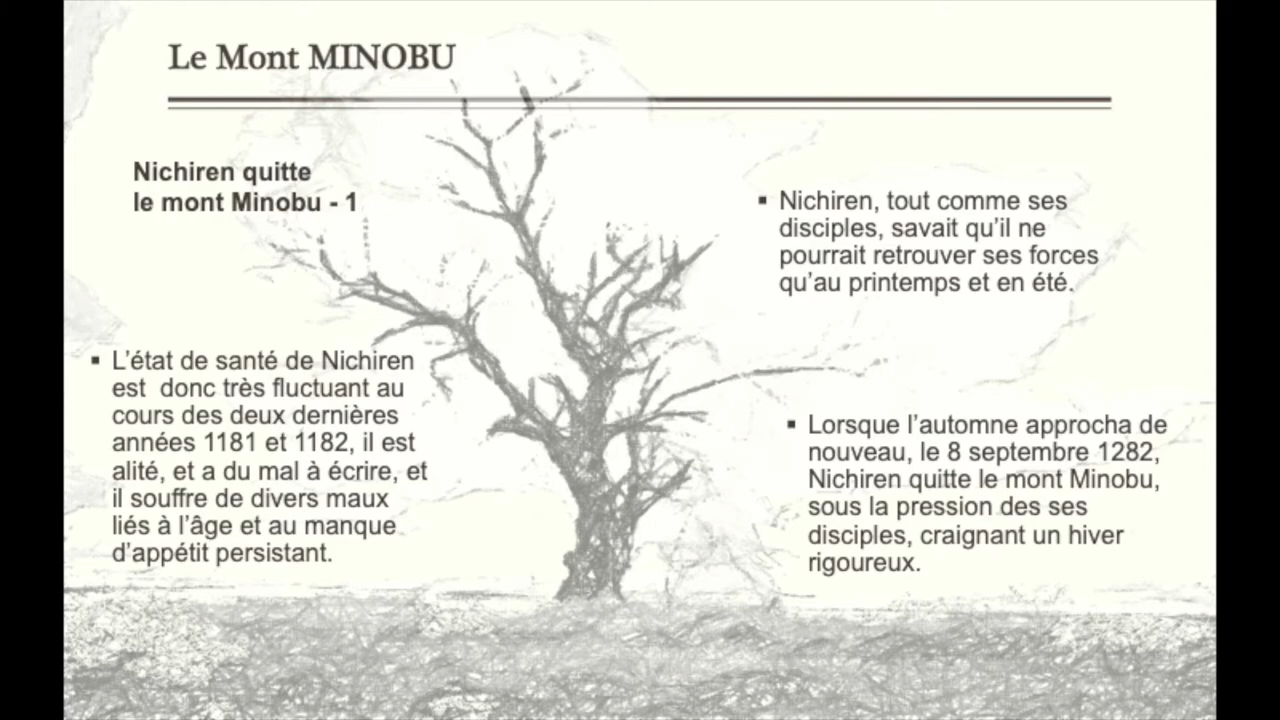 Le Mont MINOBU
Nichiren quitte
le mont Minobu - 1
L'état de santé de Nichiren
est donc très fluctuant au
cours des deux dernières
années 1181 et 1182, il est
alité, et a du mal à écrire, et
il souffre de divers maux
liés à l'âge et au manque
d'appétit persistant.
Nichiren, tout comme ses
disciples, savait qu'il ne
pourrait retrouver ses forces
qu'au printemps et en été.
Lorsque l'automne approcha de
nouveau, le 8 septembre 1282,
Nichiren quitte le mont Minobu,
sous la pression des ses
disciples, craignant un hiver
rigoureux.